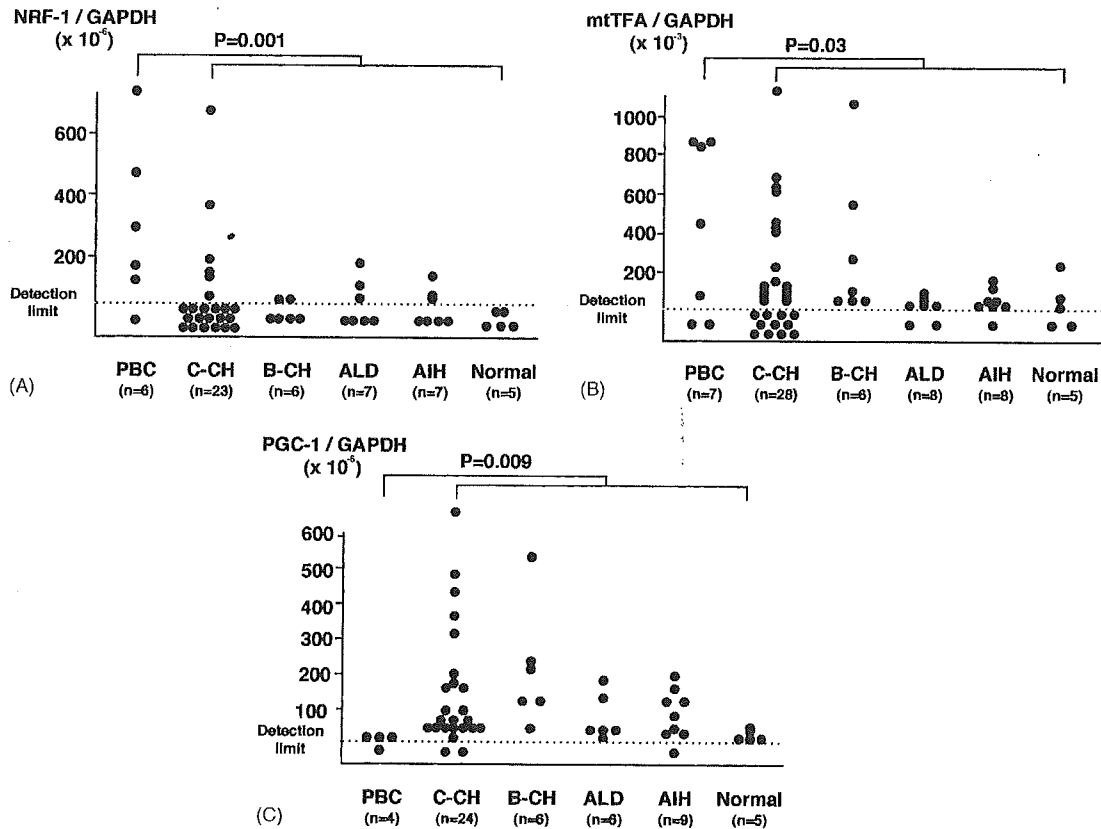 NRF-1 / GAPDH
(x 10⁻⁶)
P=0.001
600
400
200
Detection
limit
PBC C-CH B-CH ALD AIH Normal
(n=6) (n=23) (n=6) (n=7) (n=7) (n=5)
(A)
mtTFA / GAPDH
(x 10⁻³)
P=0.03
1000
800
600
400
200
Detection
limit
PBC C-CH B-CH ALD AIH Normal
(n=7) (n=28) (n=6) (n=8) (n=8) (n=5)
(B)
PGC-1 / GAPDH
(x 10⁻⁶)
P=0.009
600
500
400
300
200
100
Detection
limit
PBC C-CH B-CH ALD AIH Normal
(n=4) (n=24) (n=6) (n=6) (n=9) (n=5)
(C)